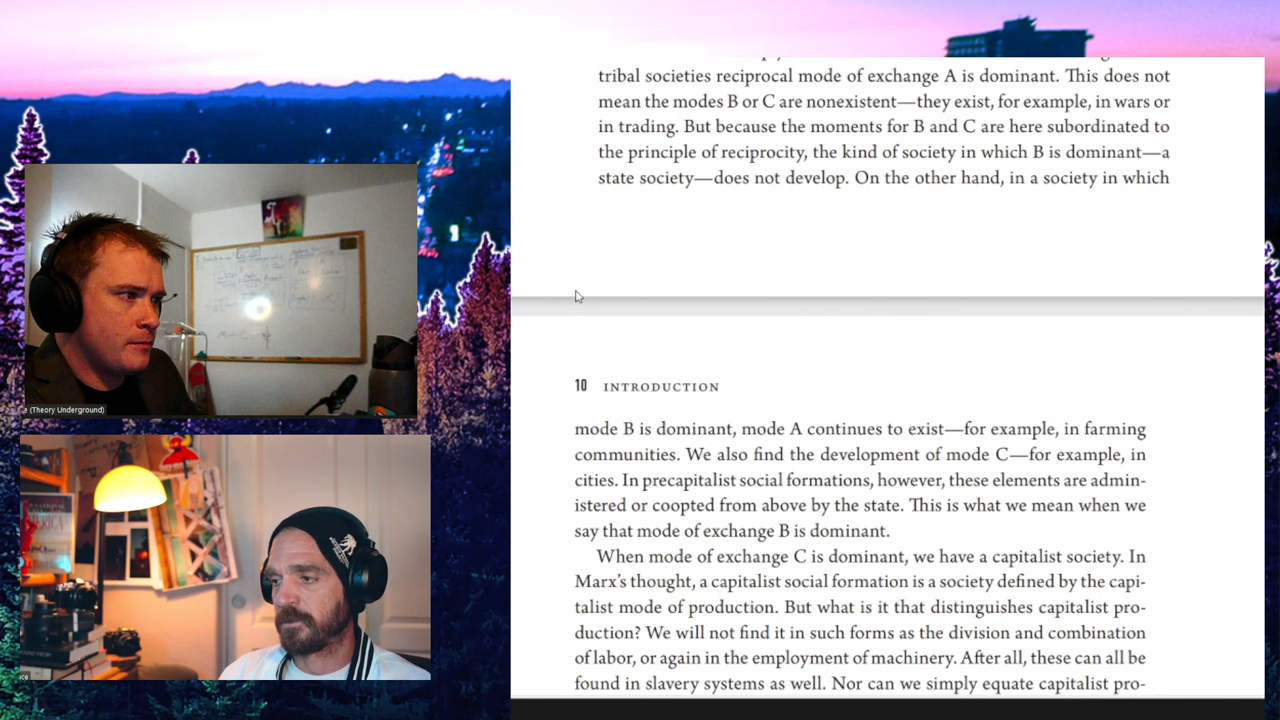 tribal societies reciprocal mode of exchange A is dominant. This does not
mean the modes B or C are nonexistent—they exist, for example, in wars or
in trading. But because the moments for B and C are here subordinated to
the principle of reciprocity, the kind of society in which B is dominant—a
state society—does not develop. On the other hand, in a society in which
10 INTRODUCTION
mode B is dominant, mode A continues to exist—for example, in farming
communities. We also find the development of mode C—for example, in
cities. In precapitalist social formations, however, these elements are admin-
istered or coopted from above by the state. This is what we mean when we
say that mode of exchange B is dominant.
When mode of exchange C is dominant, we have a capitalist society. In
Marx's thought, a capitalist social formation is a society defined by the capi-
talist mode of production. But what is it that distinguishes capitalist pro-
duction? We will not find it in such forms as the division and combination
of labor, or again in the employment of machinery. After all, these can all be
found in slavery systems as well. Nor can we simply equate capitalist pro-
(Theory Underground)